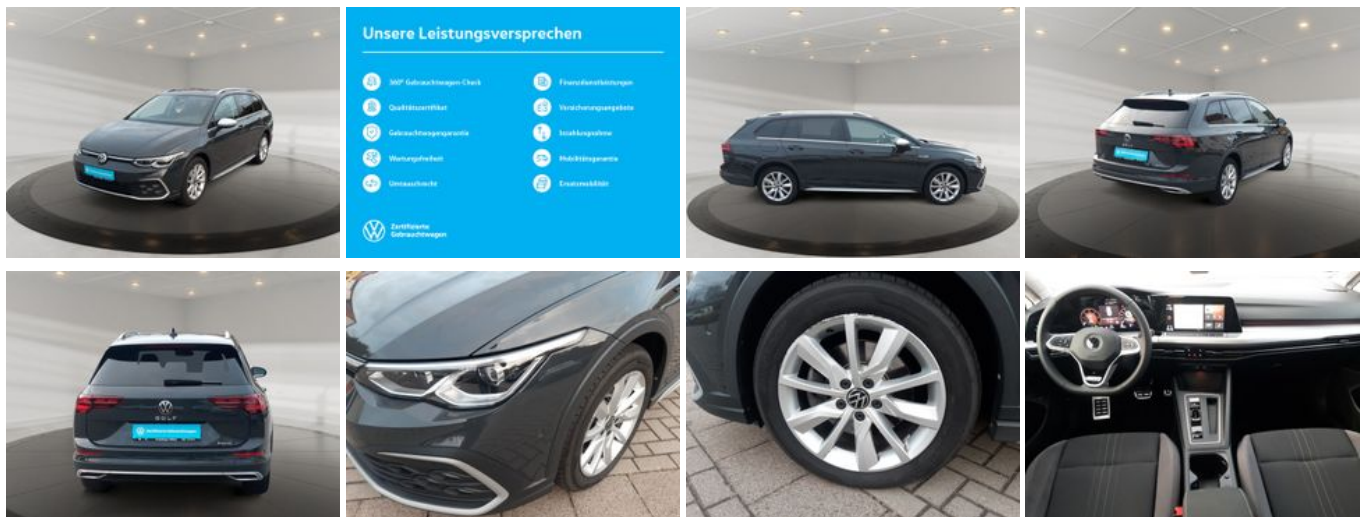 Unsere Leistungsversprechen
360° Gebrauchtwagen-Check
Qualitätszertifikat
Gebrauchtwagengarantie
Wartungsfreiheit
Umtauschrecht
Finanzdienstleistungen
Versicherungsangebote
Inzahlungnahme
Mobilitätsgarantie
Ersatzmobilität
Zertifizierte
Gebrauchtwagen
GOLF